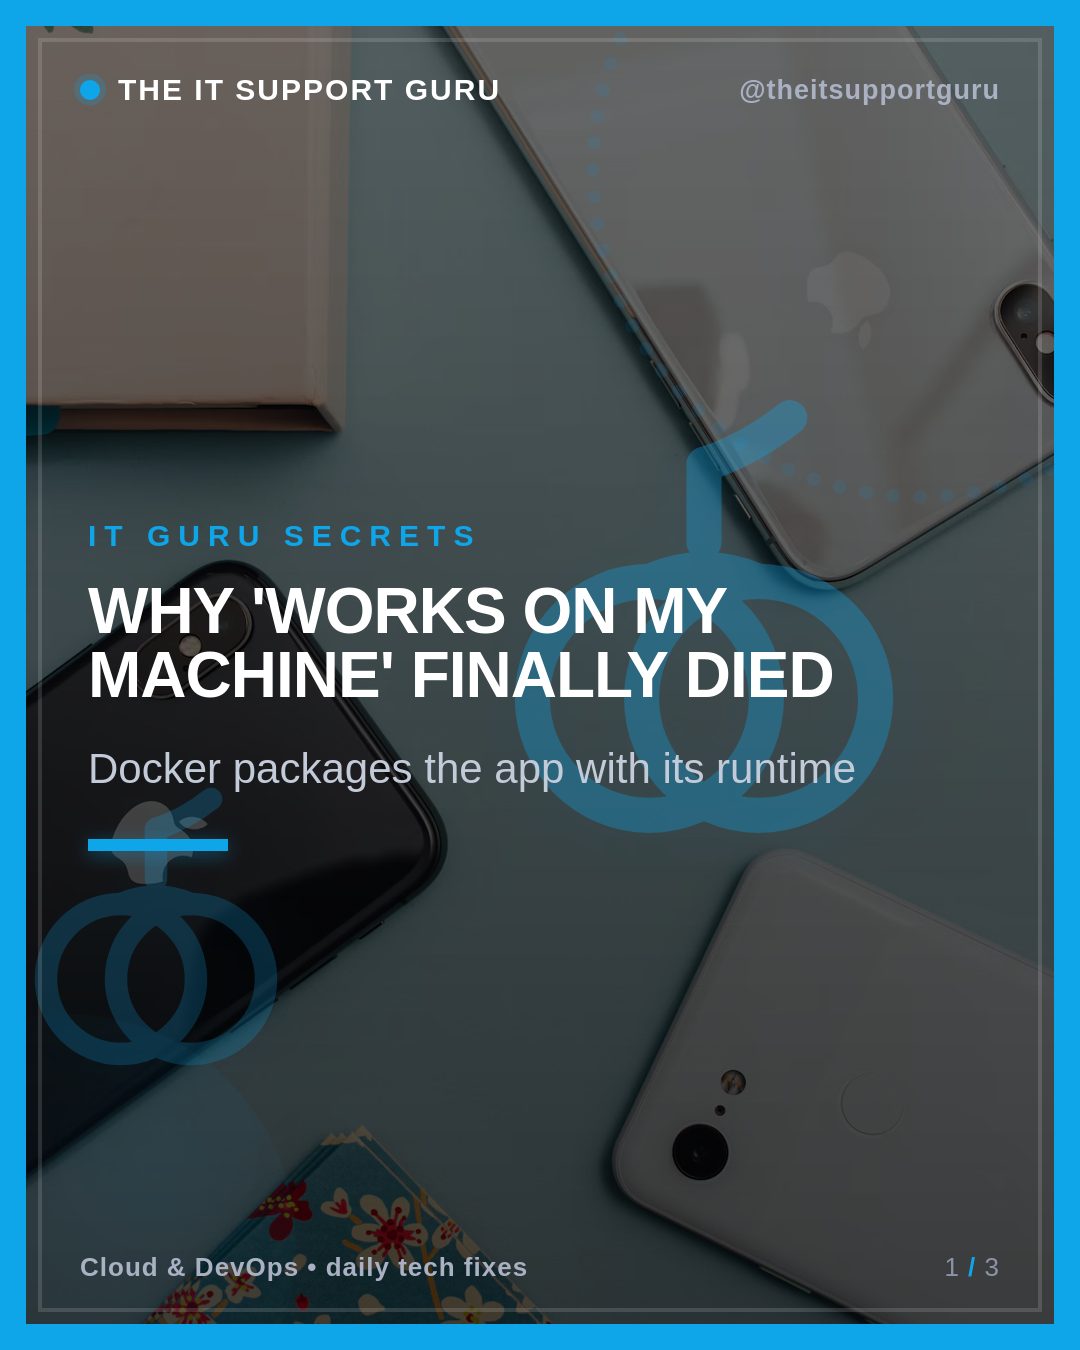 THE IT SUPPORT GURU
@theitsupportguru
IT GURU SECRETS
WHY 'WORKS ON MY
MACHINE' FINALLY DIED
Docker packages the app with its runtime
Cloud & DevOps • daily tech fixes
1 / 3